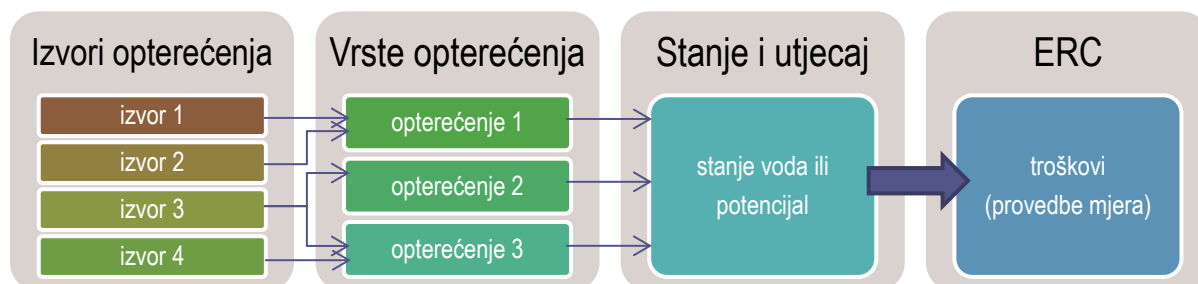 Izvori opterećenja
izvor 1
izvor 2
izvor 3
izvor 4
Vrste opterećenja
opterećenje 1
opterećenje 2
opterećenje 3
Stanje i utjecaj
stanje voda ili
potencijal
ERC
troškovi
(provedbe mjera)